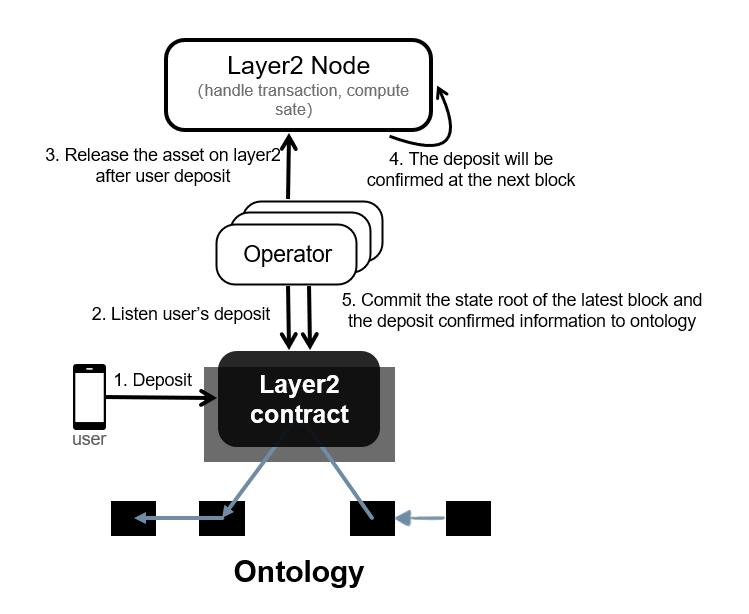 Layer2 Node
(handle transaction, compute
sate)
3. Release the asset on layer2
after user deposit
4. The deposit will be
confirmed at the next block
Operator
2. Listen user's deposit
5. Commit the state root of the latest block and
the deposit confirmed information to ontology
1. Deposit
Layer2
contract
user
Ontology